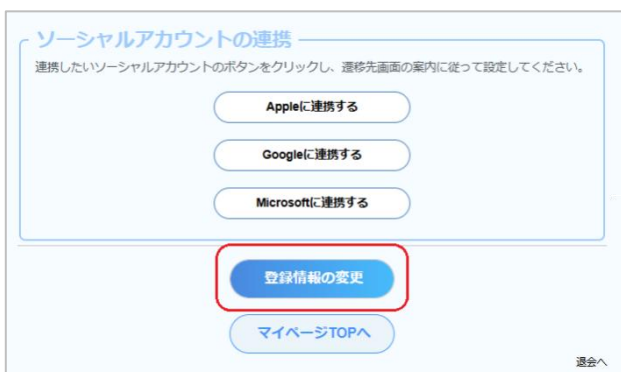 ソーシャルアカウントの連携
連携したいソーシャルアカウントのボタンをクリックし、遷移先画面の案内に従って設定してください。
Appleに連携する
Googleに連携する
Microsoftに連携する
登録情報の変更
マイページTOPへ
退会へ